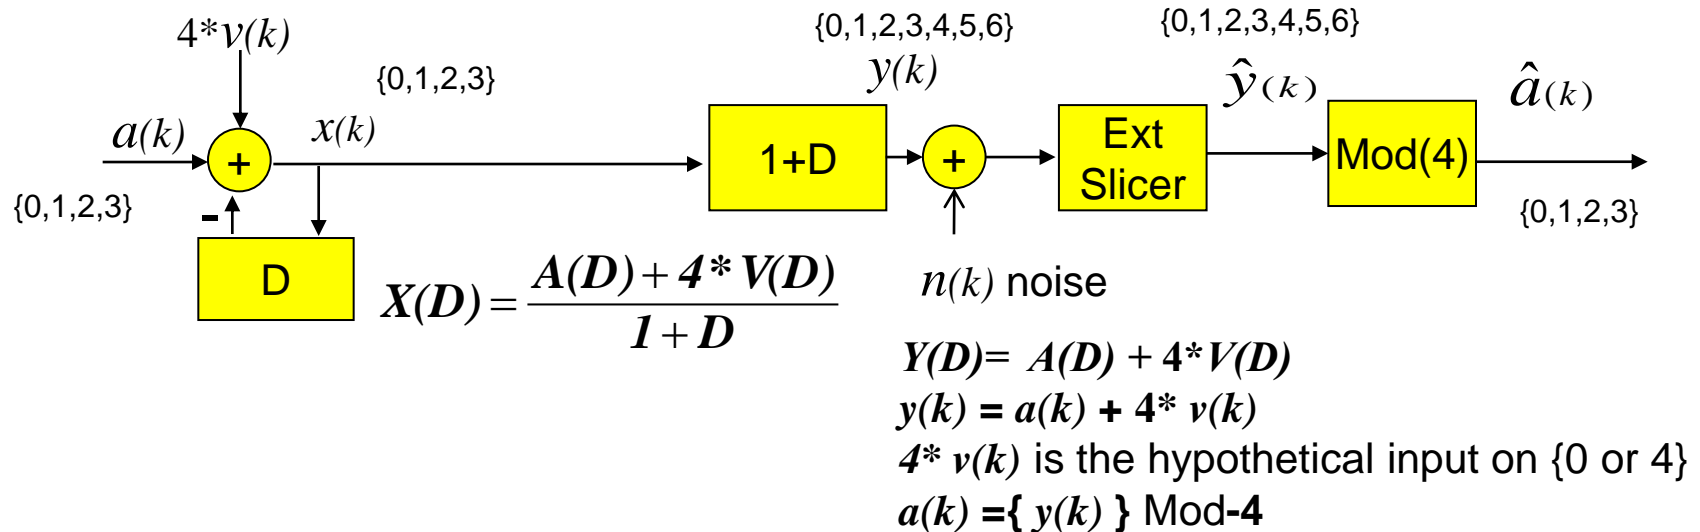 4*v(k)
{0,1,2,3}
{0,1,2,3,4,5,6}
{0,1,2,3,4,5,6}
y(k)
ŷ(k)
â(k)
a(k)
x(k)
+
1+D
+
Ext
Slicer
Mod(4)
{0,1,2,3}
-
{0,1,2,3}
D
X(D) = (A(D) + 4* V(D)) / (1 + D)
n(k) noise
Y(D)= A(D) + 4*V(D)
y(k) = a(k) + 4* v(k)
4* v(k) is the hypothetical input on {0 or 4}
a(k) ={ y(k) } Mod-4